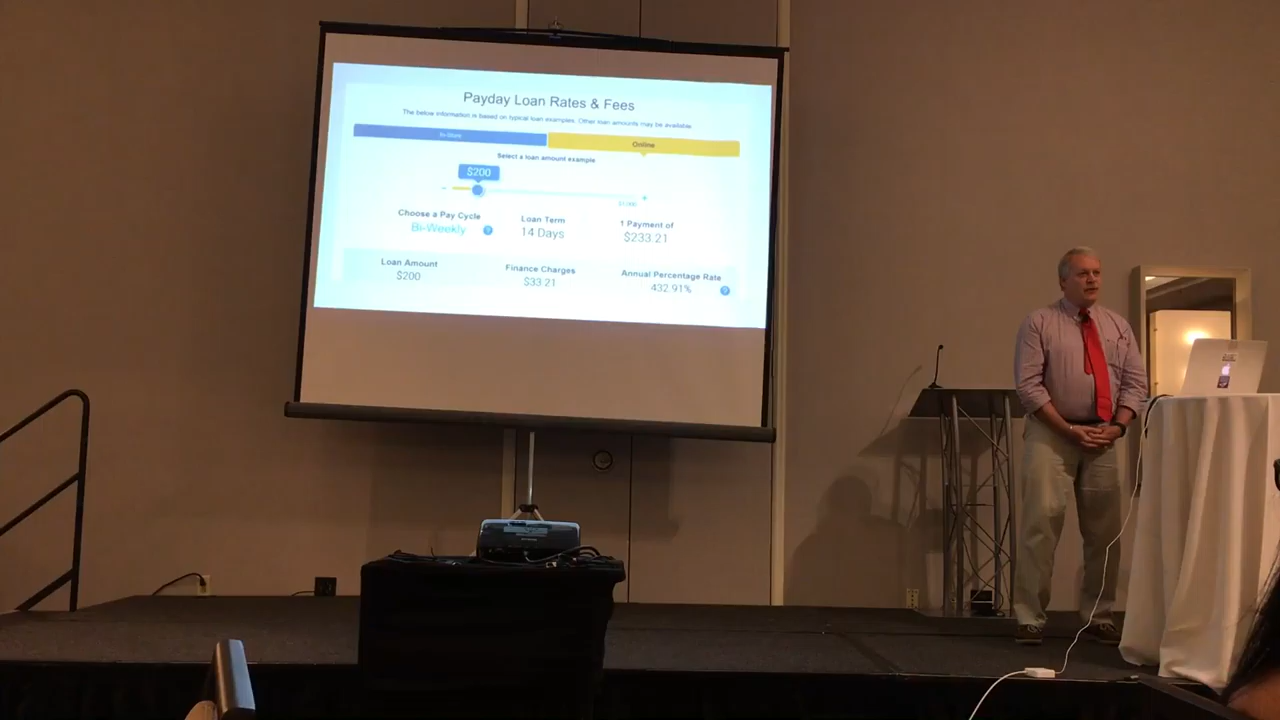 Payday Loan Rates & Fees
The below information is based on typical loan examples. Other loan amounts may be available.
In-Store
Online
Select a loan amount example
$200
$1,000
Choose a Pay Cycle
Bi-Weekly
Loan Term
14 Days
1 Payment of
$233.21
Loan Amount
$200
Finance Charges
$33.21
Annual Percentage Rate
432.91%